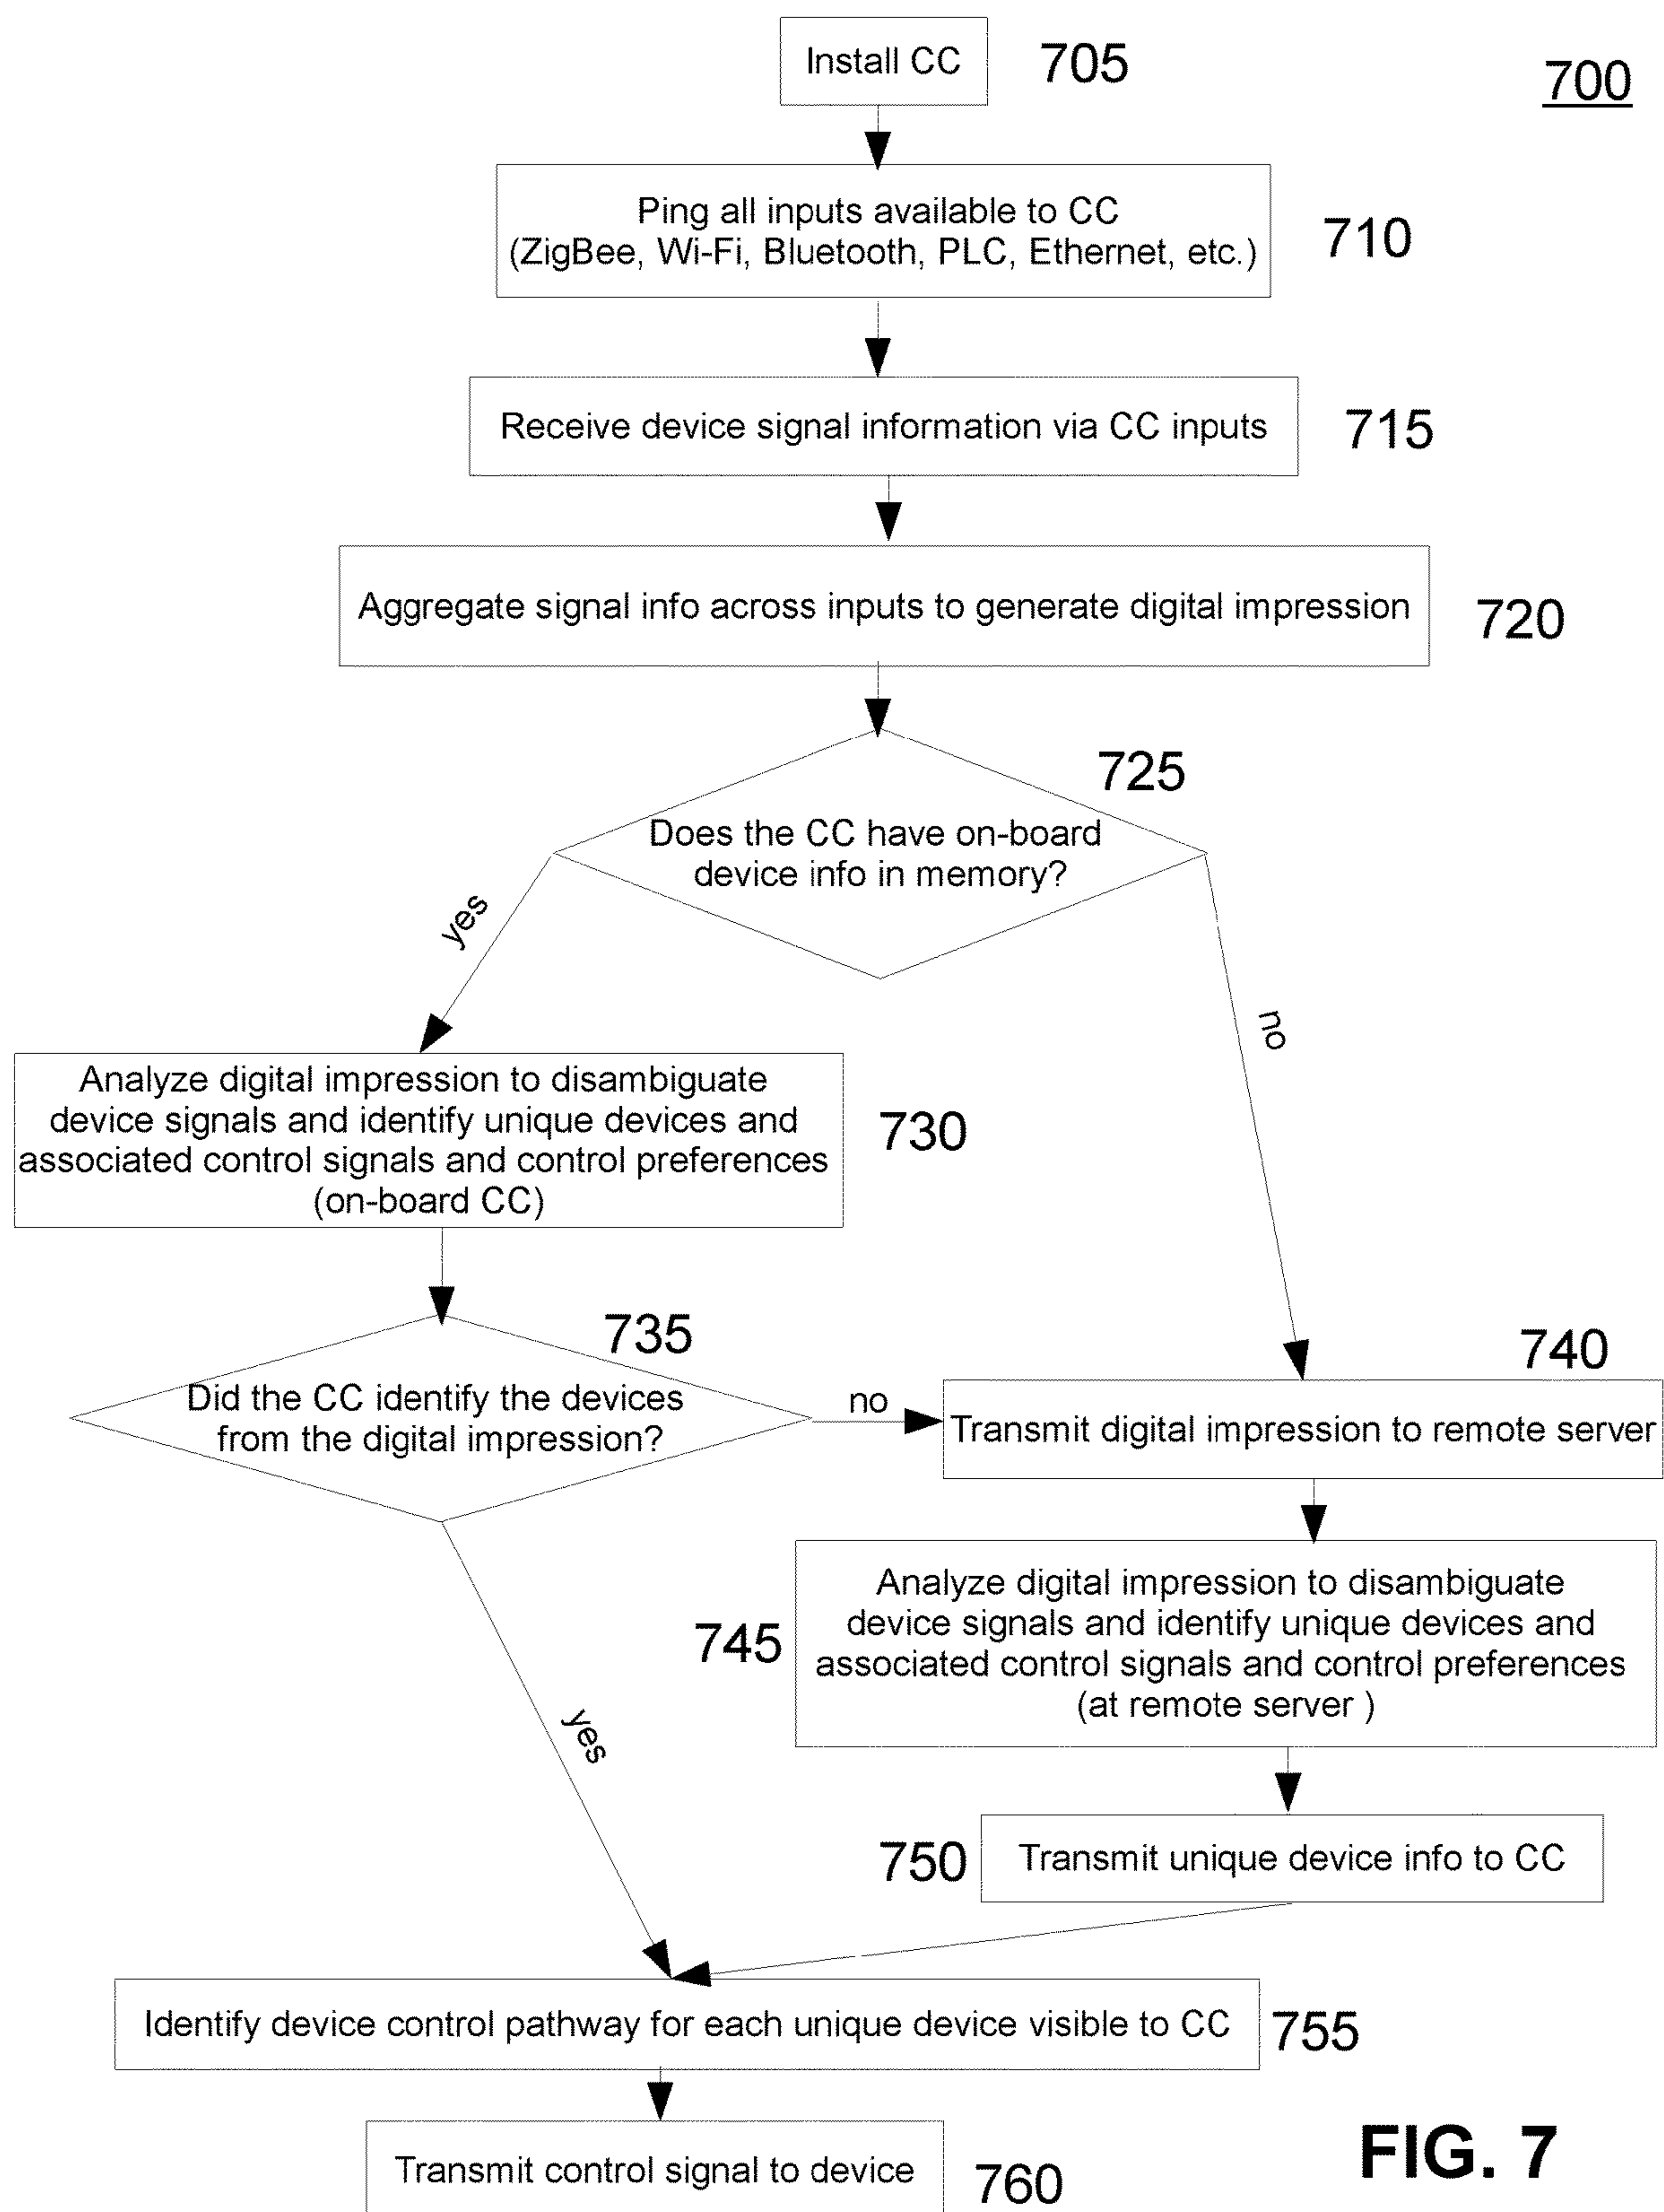 Install CC
705
700
Ping all inputs available to CC
(ZigBee, Wi-Fi, Bluetooth, PLC, Ethernet, etc.)
710
Receive device signal information via CC inputs
715
Aggregate signal info across inputs to generate digital impression
720
725
Does the CC have on-board
device info in memory?
yes
no
Analyze digital impression to disambiguate
device signals and identify unique devices and
associated control signals and control preferences
(on-board CC)
730
735
Did the CC identify the devices
from the digital impression?
no
740
Transmit digital impression to remote server
745
Analyze digital impression to disambiguate
device signals and identify unique devices and
associated control signals and control preferences
(at remote server )
yes
750
Transmit unique device info to CC
Identify device control pathway for each unique device visible to CC
755
Transmit control signal to device
760
FIG. 7